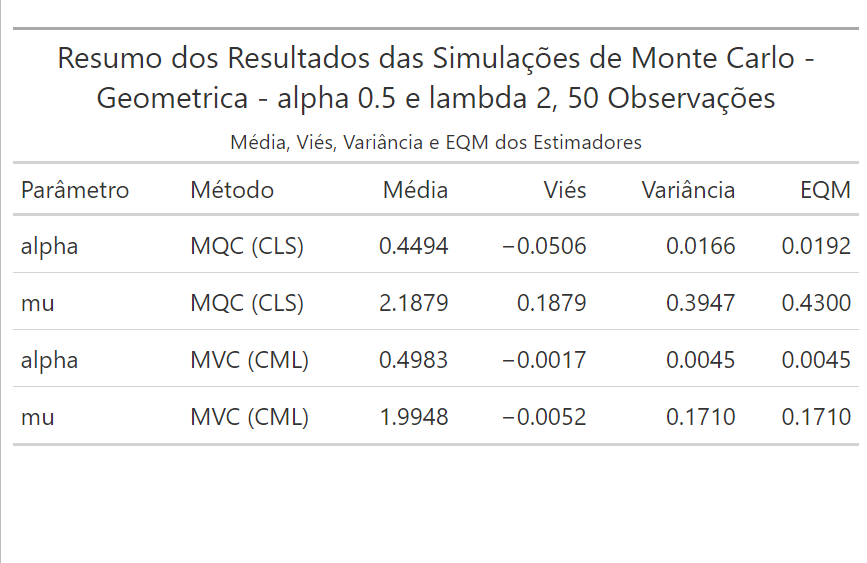 Resumo dos Resultados das Simulações de Monte Carlo -
Geometrica - alpha 0.5 e lambda 2, 50 Observações
Média, Viés, Variância e EQM dos Estimadores
Parâmetro Método Média Viés Variância EQM
alpha MQC (CLS) 0.4494 −0.0506 0.0166 0.0192
mu MQC (CLS) 2.1879 0.1879 0.3947 0.4300
alpha MVC (CML) 0.4983 −0.0017 0.0045 0.0045
mu MVC (CML) 1.9948 −0.0052 0.1710 0.1710